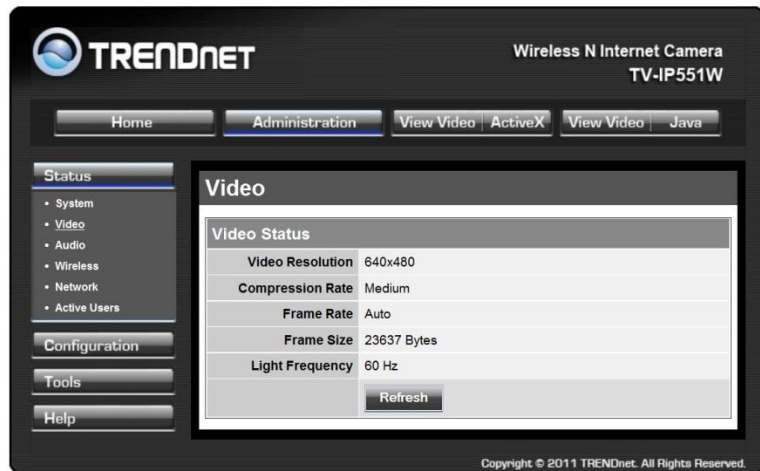 TRENDNET
Wireless N Internet Camera
TV-IP551W
Home
Administration
View Video
ActiveX
View Video
Java
Status
• System
• Video
• Audio
• Wireless
• Network
• Active Users
Configuration
Tools
Help
Video
Video Status
Video Resolution 640x480
Compression Rate Medium
Frame Rate Auto
Frame Size 23637 Bytes
Light Frequency 60 Hz
Refresh
Copyright © 2011 TRENDnet. All Rights Reserved.